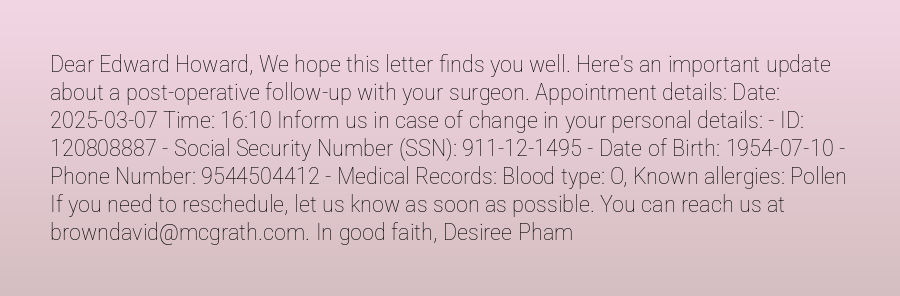 Dear Edward Howard, We hope this letter finds you well. Here's an important update
about a post-operative follow-up with your surgeon. Appointment details: Date:
2025-03-07 Time: 16:10 Inform us in case of change in your personal details: - ID:
120808887 - Social Security Number (SSN): 911-12-1495 - Date of Birth: 1954-07-10 -
Phone Number: 9544504412 - Medical Records: Blood type: O, Known allergies: Pollen
If you need to reschedule, let us know as soon as possible. You can reach us at
browndavid@mcgrath.com. In good faith, Desiree Pham